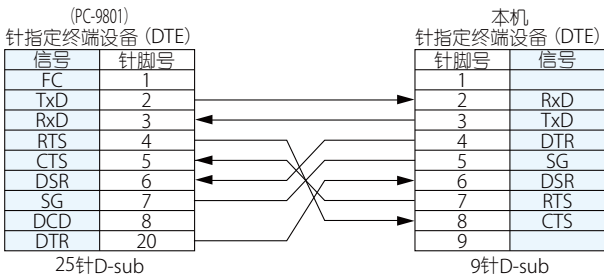 (PC-9801) 本机
针指定终端设备 (DTE) 针指定终端设备 (DTE)
信号 针脚号 针脚号 信号
FC 1 1
TxD 2 2 RxD
RxD 3 3 TxD
RTS 4 4 DTR
CTS 5 5 SG
DSR 6 6 DSR
SG 7 7 RTS
DCD 8 8 CTS
DTR 20 9
25针D-sub 9针D-sub